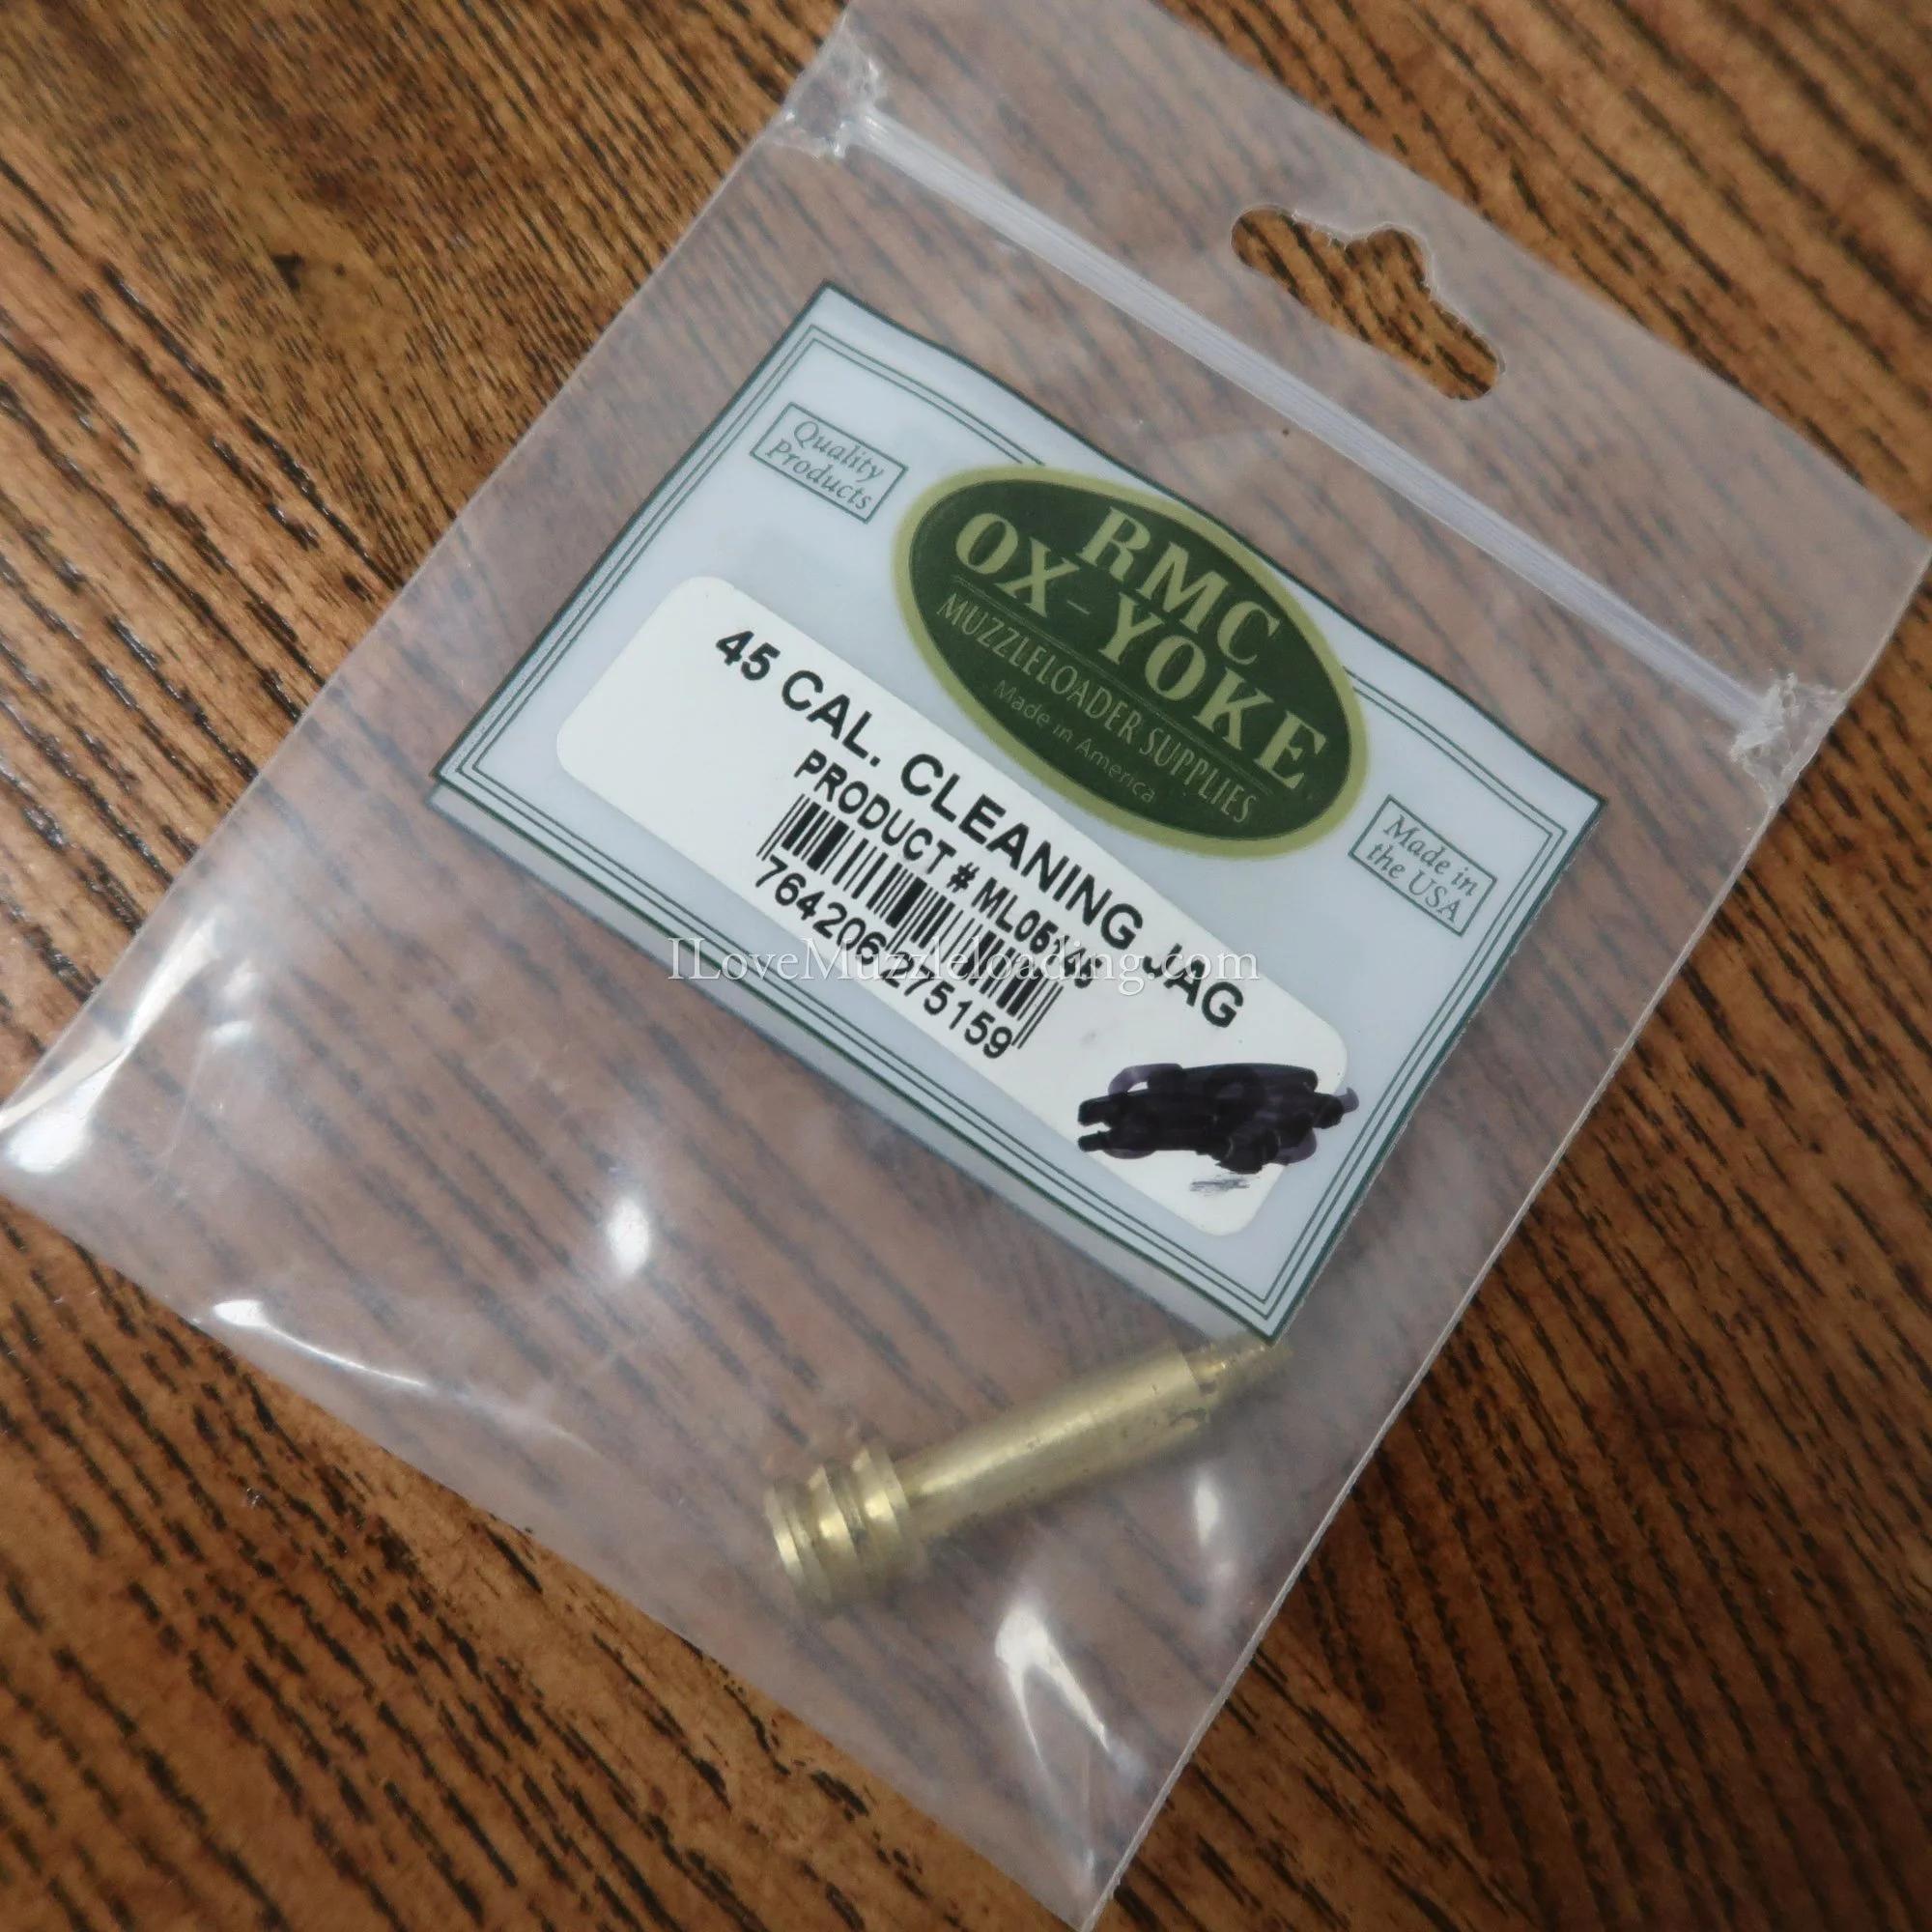 Quality
Products
RMC
OX-YOKE
MUZZLELOADER SUPPLIES
Made in America
Made in
the USA
45 CAL. CLEANING JAG
PRODUCT #
764206275159
ILoveMuzzleloading.com